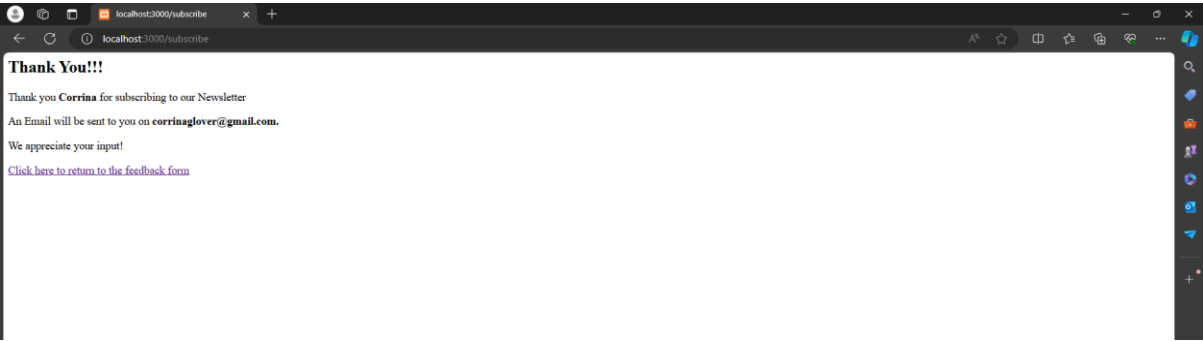 localhost:3000/subscribe
localhost:3000/subscribe
Thank You!!!
Thank you Corrina for subscribing to our Newsletter
An Email will be sent to you on corrinaglover@gmail.com.
We appreciate your input!
Click here to return to the feedback form